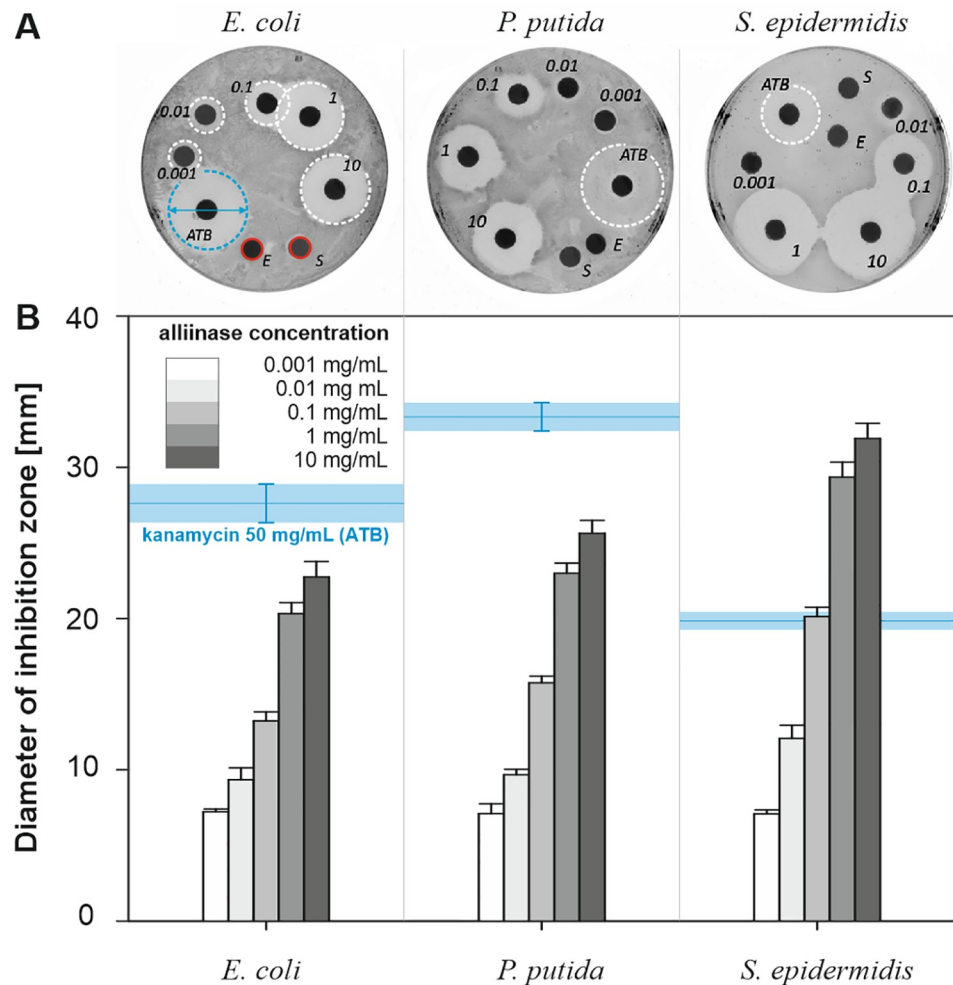 A
E. coli
P. putida
S. epidermidis
0.1
1
0.01
0.001
10
ATB
E
S
0.1
0.01
0.001
1
ATB
10
E
S
ATB
S
0.01
E
0.001
0.1
1
10
B
alliinase concentration
0.001 mg/mL
0.01 mg mL
0.1 mg/mL
1 mg/mL
10 mg/mL
kanamycin 50 mg/mL (ATB)
Diameter of inhibition zone [mm]
40
30
20
10
0
E. coli
P. putida
S. epidermidis